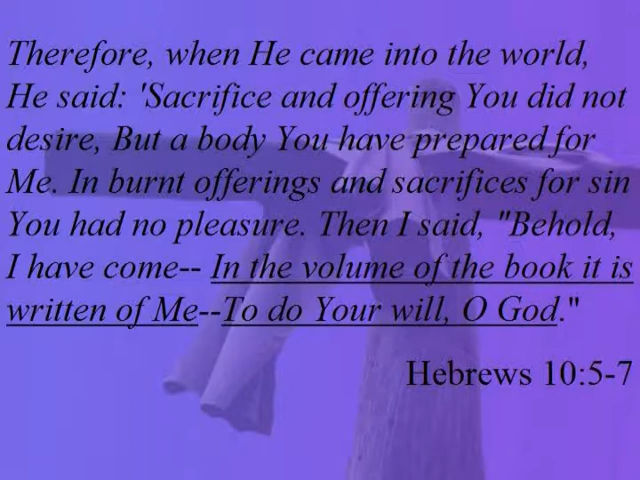 Therefore, when He came into the world,
He said: 'Sacrifice and offering You did not
desire, But a body You have prepared for
Me. In burnt offerings and sacrifices for sin
You had no pleasure. Then I said, "Behold,
I have come-- In the volume of the book it is
written of Me--To do Your will, O God."
Hebrews 10:5-7